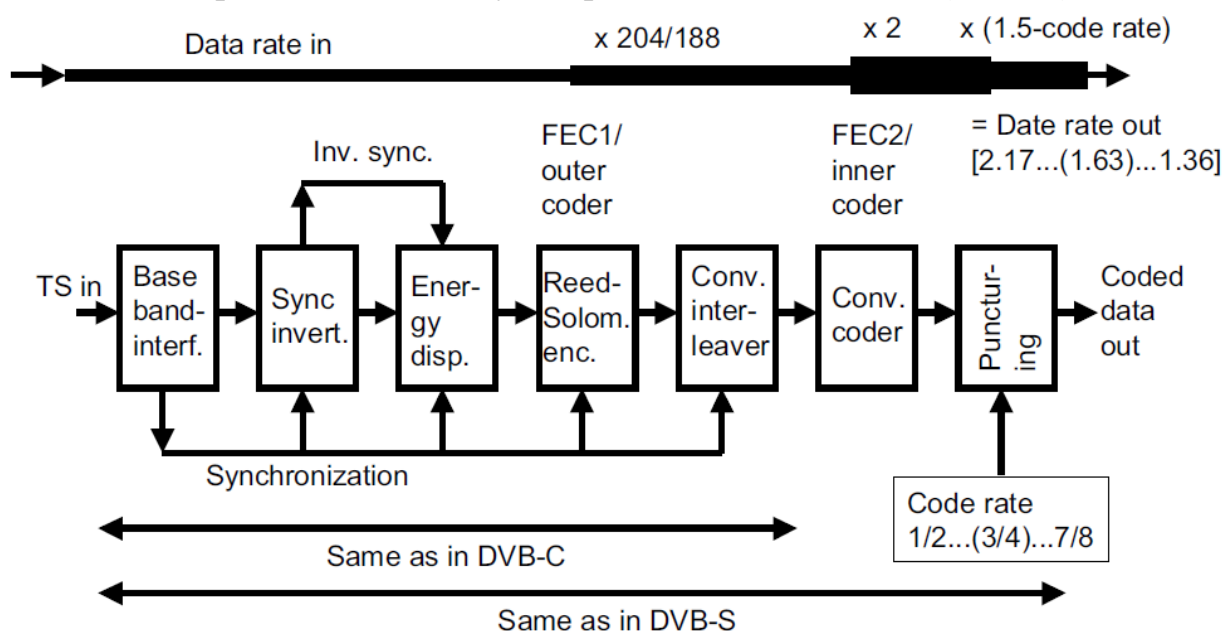 Data rate in
x 204/188
x 2
x (1.5-code rate)
= Date rate out
[2.17...(1.63)...1.36]
Inv. sync.
FEC1/
outer
coder
FEC2/
inner
coder
TS in
Base
band-
interf.
Sync
invert.
Ener-
gy
disp.
Reed-
Solom.
enc.
Conv.
inter-
leaver
Conv.
coder
Punctur-
ing
Coded
data
out
Synchronization
Code rate
1/2...(3/4)...7/8
Same as in DVB-C
Same as in DVB-S